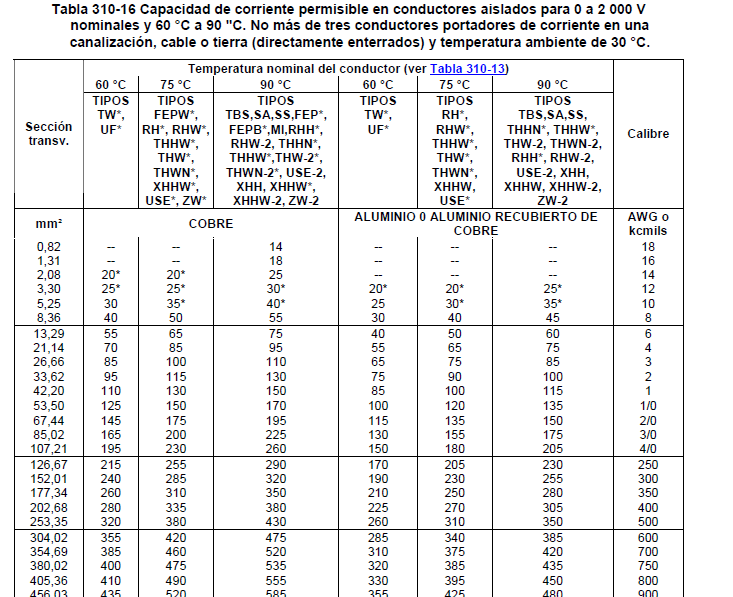 Tabla 310-16 Capacidad de corriente permisible en conductores aislados para 0 a 2 000 V
nominales y 60 °C a 90 "C. No más de tres conductores portadores de corriente en una
canalización, cable o tierra (directamente enterrados) y temperatura ambiente de 30 °C.
Temperatura nominal del conductor (ver Tabla 310-13)
Sección transv. 60 °C 75 °C 90 °C 60 °C 75 °C 90 °C Calibre
TIPOS TIPOS TIPOS TIPOS TIPOS TIPOS
TW*, FEPW*, TBS,SA,SS,FEP*, TW*, RH*, TBS,SA,SS,
UF* RH*, RHW*, FEPB*,MI,RHH*, UF* RHW*, THHN*, THHW*,
THHW*, RHW-2, THHN*, THHW*, THW-2, THWN-2,
THW*, THHW*,THW-2*, THW*, RHH*, RHW-2,
THWN*, THWN-2*, USE-2, THWN*, USE-2, XHH,
XHHW*, XHH, XHHW*, XHHW, XHHW, XHHW-2,
USE*, ZW* XHHW-2, ZW-2 USE* ZW-2
mm² COBRE ALUMINIO 0 ALUMINIO RECUBIERTO DE COBRE AWG o kcmils
0,82 -- -- 14 -- -- -- 18
1,31 -- -- 18 -- -- -- 16
2,08 20* 20* 25 -- -- -- 14
3,30 25* 25* 30* 20* 20* 25* 12
5,25 30 35* 40* 25 30* 35* 10
8,36 40 50 55 30 40 45 8
13,29 55 65 75 40 50 60 6
21,14 70 85 95 55 65 75 4
26,66 85 100 110 65 75 85 3
33,62 95 115 130 75 90 100 2
42,20 110 130 150 85 100 115 1
53,50 125 150 170 100 120 135 1/0
67,44 145 175 195 115 135 150 2/0
85,02 165 200 225 130 155 175 3/0
107,21 195 230 260 150 180 205 4/0
126,67 215 255 290 170 205 230 250
152,01 240 285 320 190 230 255 300
177,34 260 310 350 210 250 280 350
202,68 280 335 380 225 270 305 400
253,35 320 380 430 260 310 350 500
304,02 355 420 475 285 340 385 600
354,69 385 460 520 310 375 420 700
380,02 400 475 535 320 385 435 750
405,36 410 490 555 330 395 450 800
456,03 435 520 585 355 425 480 900